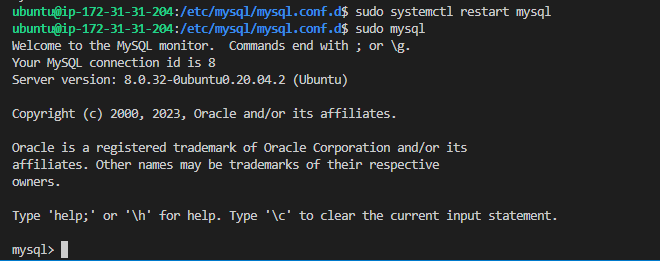 ubuntu@ip-172-31-31-204:/etc/mysql/mysql.conf.d$ sudo systemctl restart mysql
ubuntu@ip-172-31-31-204:/etc/mysql/mysql.conf.d$ sudo mysql
Welcome to the MySQL monitor.  Commands end with ; or \g.
Your MySQL connection id is 8
Server version: 8.0.32-0ubuntu0.20.04.2 (Ubuntu)
Copyright (c) 2000, 2023, Oracle and/or its affiliates.
Oracle is a registered trademark of Oracle Corporation and/or its
affiliates. Other names may be trademarks of their respective
owners.
Type 'help;' or '\h' for help. Type '\c' to clear the current input statement.
mysql>